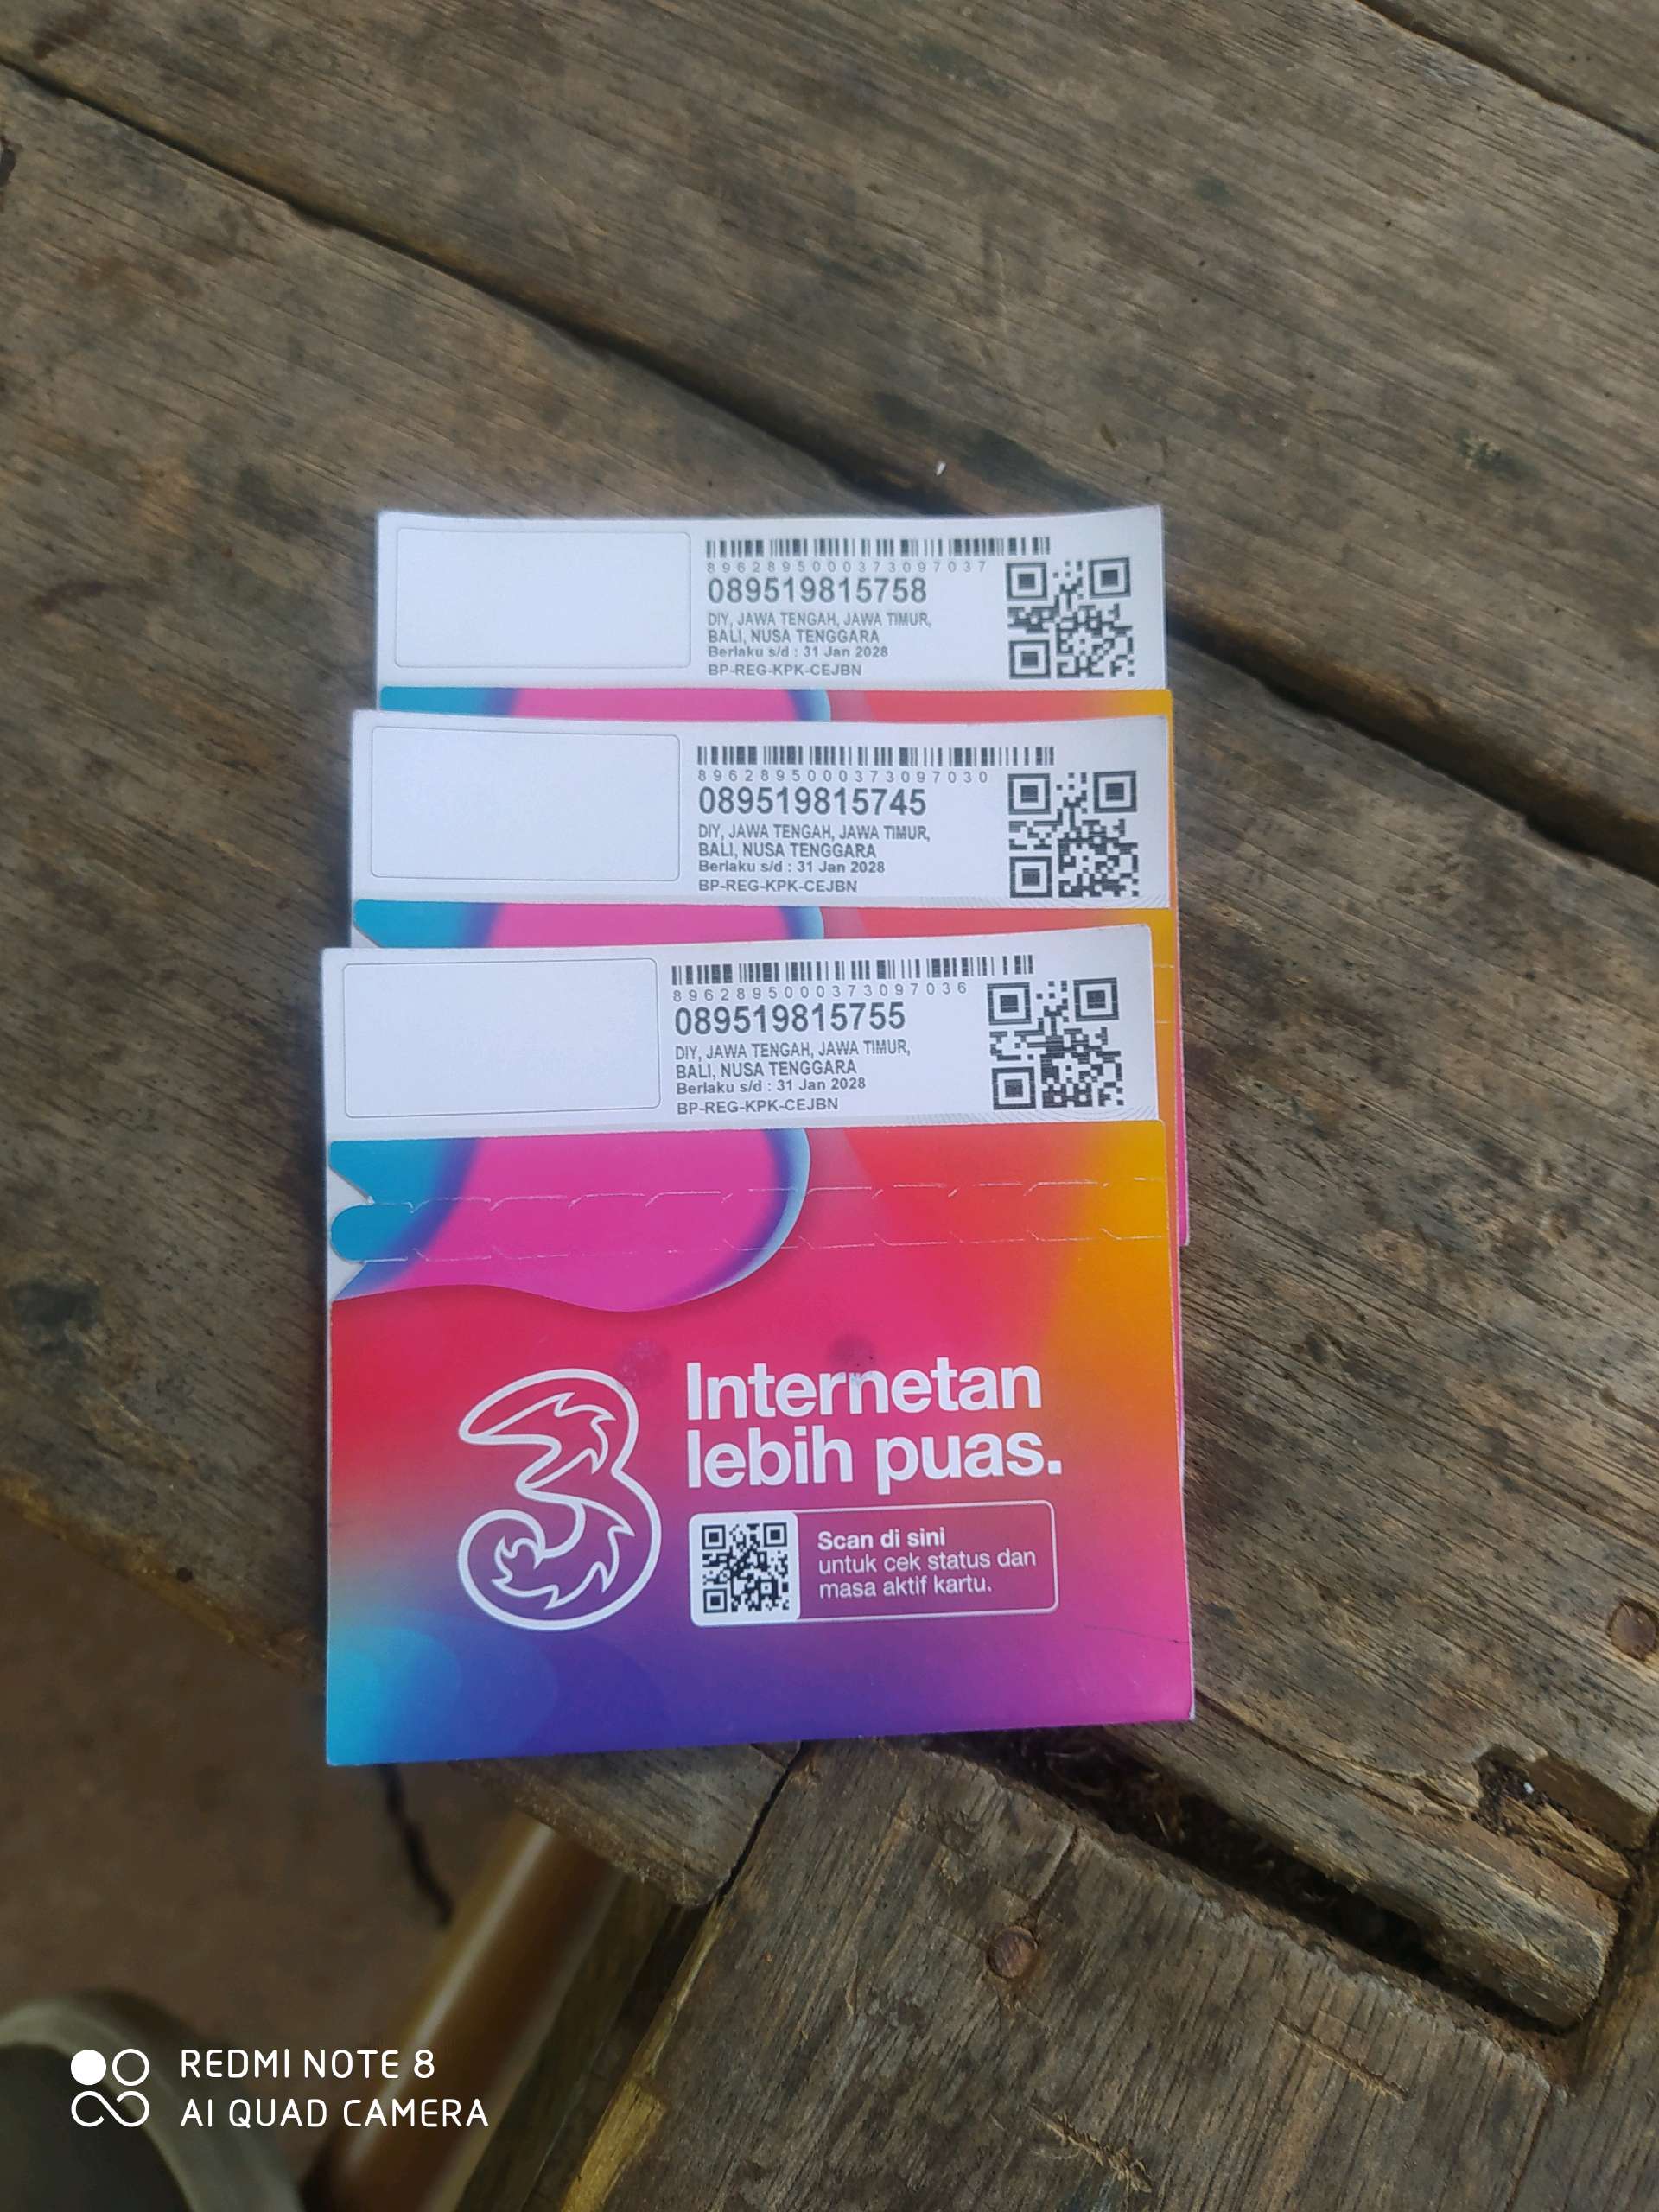 8962895000373097037
089519815758
DIY, JAWA TENGAH, JAWA TIMUR,
BALI, NUSA TENGGARA
Berlaku s/d : 31 Jan 2028
BP-REG-KPK-CEJBN
8962895000373097030
089519815745
DIY, JAWA TENGAH, JAWA TIMUR,
BALI, NUSA TENGGARA
Berlaku s/d : 31 Jan 2028
BP-REG-KPK-CEJBN
8962895000373097036
089519815755
DIY, JAWA TENGAH, JAWA TIMUR,
BALI, NUSA TENGGARA
Berlaku s/d : 31 Jan 2028
BP-REG-KPK-CEJBN
3
Internetan
lebih puas.
Scan di sini
untuk cek status dan
masa aktif kartu.
REDMI NOTE 8
AI QUAD CAMERA